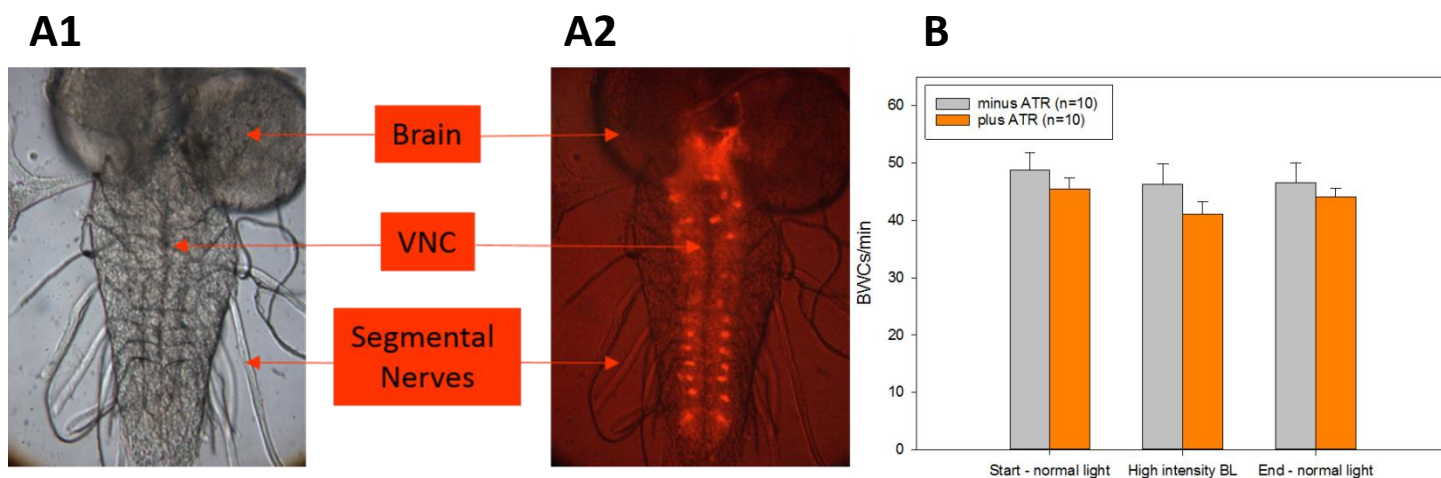 A1
A2
B
Brain
VNC
Segmental
Nerves
minus ATR (n=10)
plus ATR (n=10)
BWCs/min
60
50
40
30
20
10
0
Start - normal light
High intensity BL
End - normal light